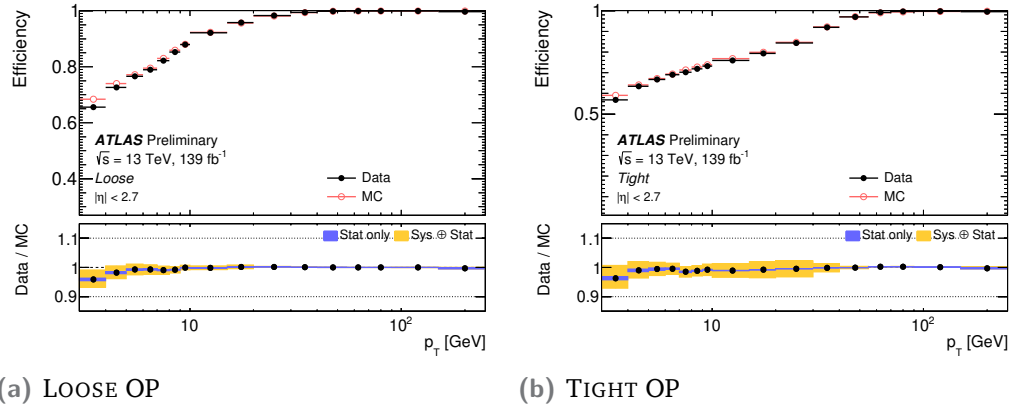 Efficiency
1
0.8
0.6
0.4
ATLAS Preliminary
√s = 13 TeV, 139 fb⁻¹
Loose
|η| < 2.7
Data
MC
Data / MC
1.1
1
0.9
Stat only
Sys ⊕ Stat
10
10²
p_T [GeV]
(a) LOOSE OP
Efficiency
1
0.5
ATLAS Preliminary
√s = 13 TeV, 139 fb⁻¹
Tight
|η| < 2.7
Data
MC
Data / MC
1.1
1
0.9
Stat only
Sys ⊕ Stat
10
10²
p_T [GeV]
(b) TIGHT OP